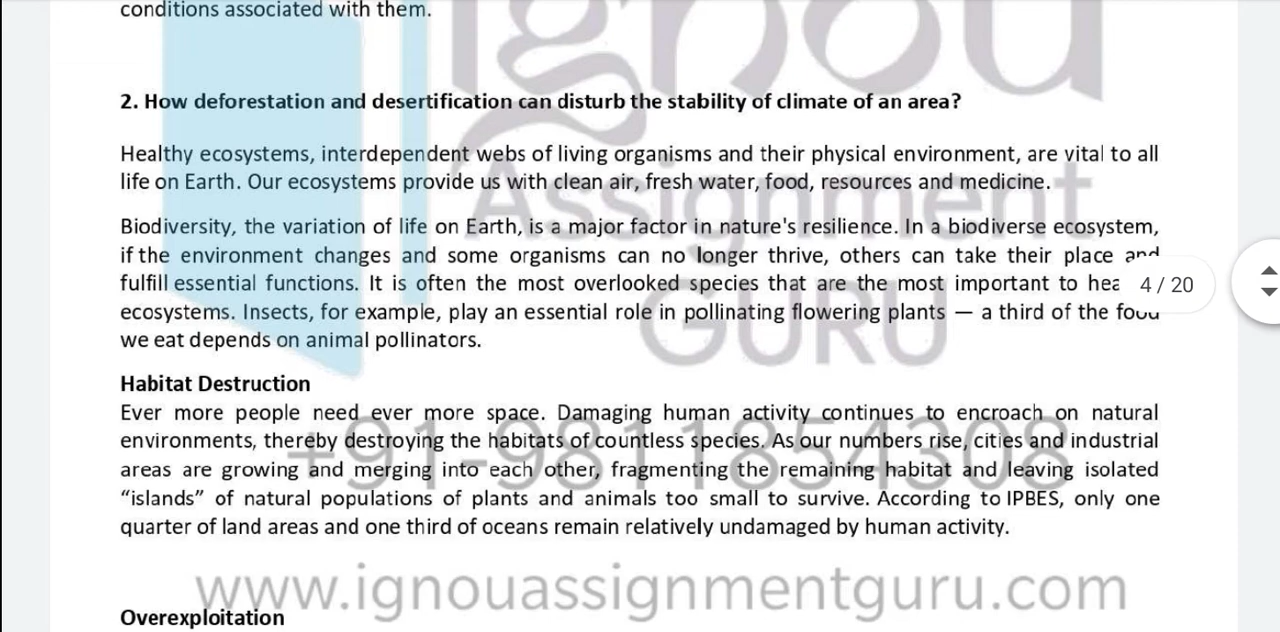 conditions associated with them.
2. How deforestation and desertification can disturb the stability of climate of an area?
Healthy ecosystems, interdependent webs of living organisms and their physical environment, are vital to all
life on Earth. Our ecosystems provide us with clean air, fresh water, food, resources and medicine.
Biodiversity, the variation of life on Earth, is a major factor in nature's resilience. In a biodiverse ecosystem,
if the environment changes and some organisms can no longer thrive, others can take their place and
fulfill essential functions. It is often the most overlooked species that are the most important to hea
4 / 20
ecosystems. Insects, for example, play an essential role in pollinating flowering plants — a third of the food
we eat depends on animal pollinators.
Habitat Destruction
Ever more people need ever more space. Damaging human activity continues to encroach on natural
environments, thereby destroying the habitats of countless species. As our numbers rise, cities and industrial
areas are growing and merging into each other, fragmenting the remaining habitat and leaving isolated
“islands” of natural populations of plants and animals too small to survive. According to IPBES, only one
quarter of land areas and one third of oceans remain relatively undamaged by human activity.
Overexploitation
ignou
Assignment
GURU
+91-9811854308
www.ignouassignmentguru.com